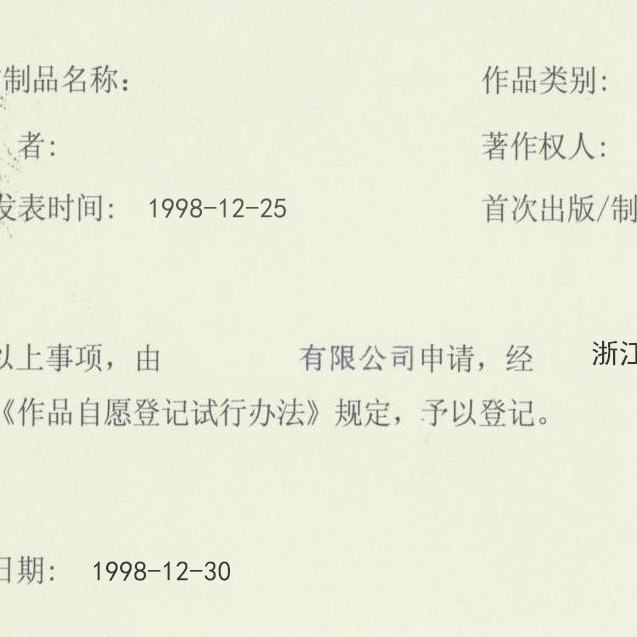 制品名称： 作品类别：
者： 著作权人：
发表时间： 1998-12-25 首次出版/制
以上事项，由 有限公司申请，经 浙江
《作品自愿登记试行办法》规定，予以登记。
日期： 1998-12-30